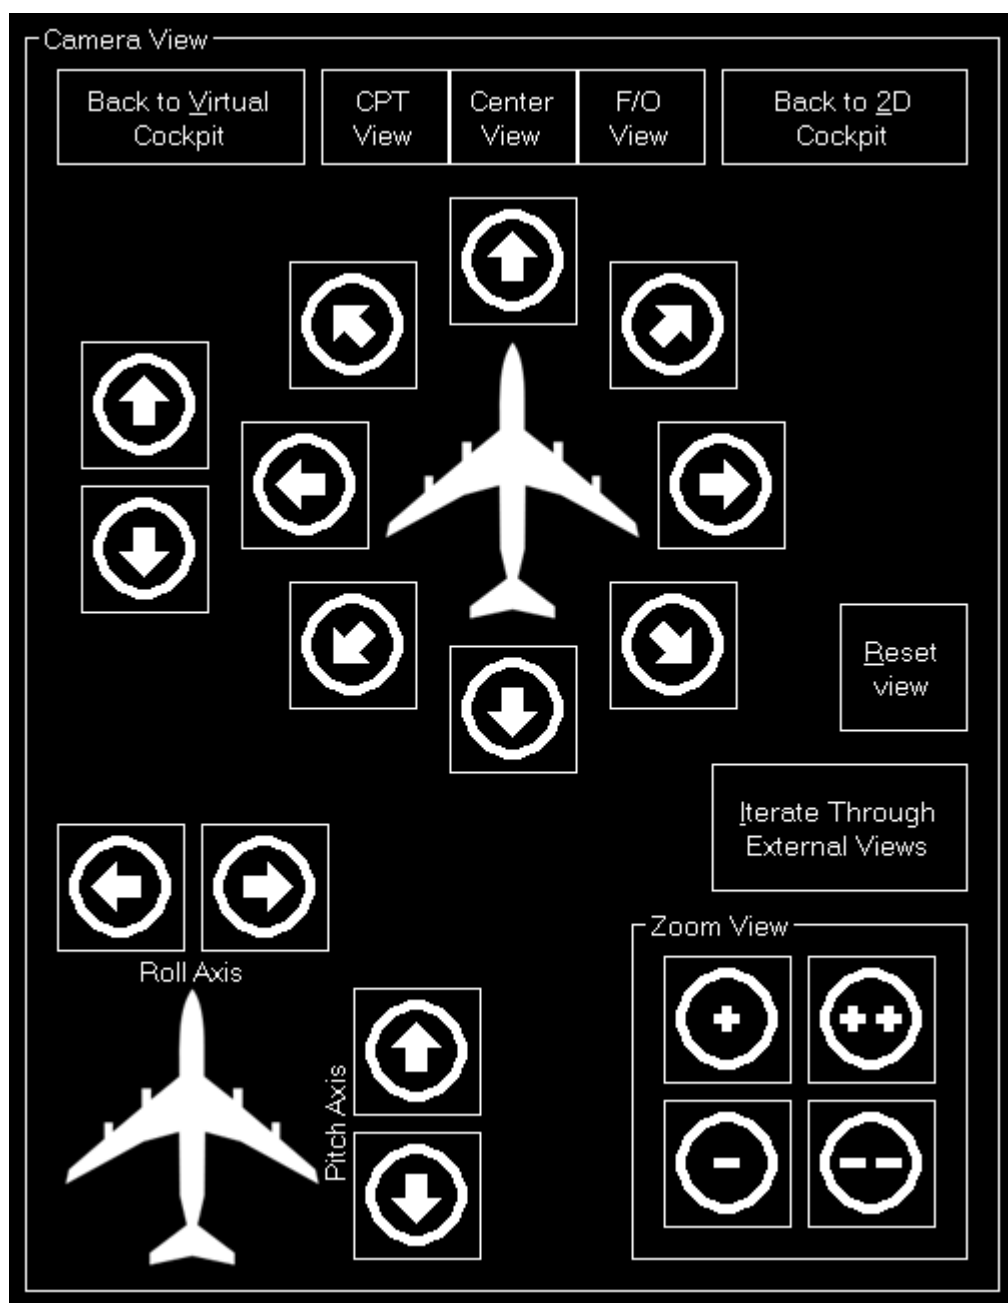 Camera View
Back to Virtual
Cockpit
CPT
View
Center
View
F/O
View
Back to 2D
Cockpit
Reset
view
Iterate Through
External Views
Roll Axis
Pitch Axis
Zoom View
+
++
-
--